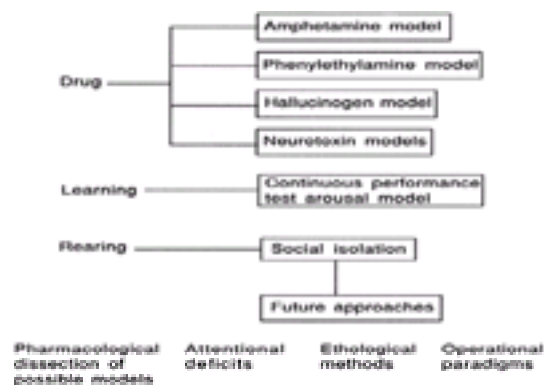 Amphetamine model
Phenylethylamine model
Drug
Hallucinogen model
Neurotoxin models
Learning
Continuous performance
test arousal model
Rearing
Social isolation
Future approaches
Pharmacological
dissection of
possible models
Attentional
deficits
Ethological
methods
Operational
paradigms